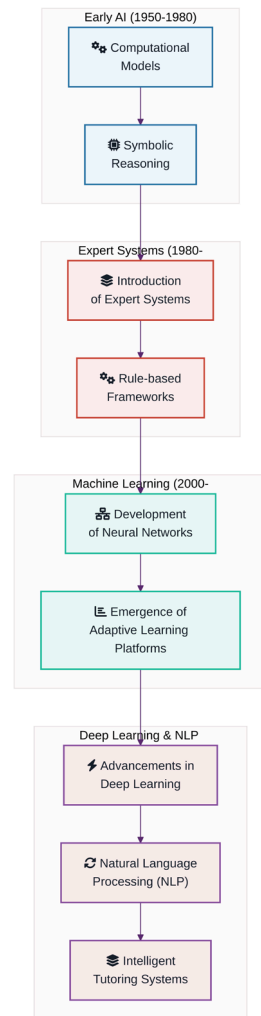 Early AI (1950-1980)
Computational
Models
Symbolic
Reasoning
Expert Systems (1980-
Introduction
of Expert Systems
Rule-based
Frameworks
Machine Learning (2000-
Development
of Neural Networks
Emergence of
Adaptive Learning
Platforms
Deep Learning & NLP
Advancements in
Deep Learning
Natural Language
Processing (NLP)
Intelligent
Tutoring Systems